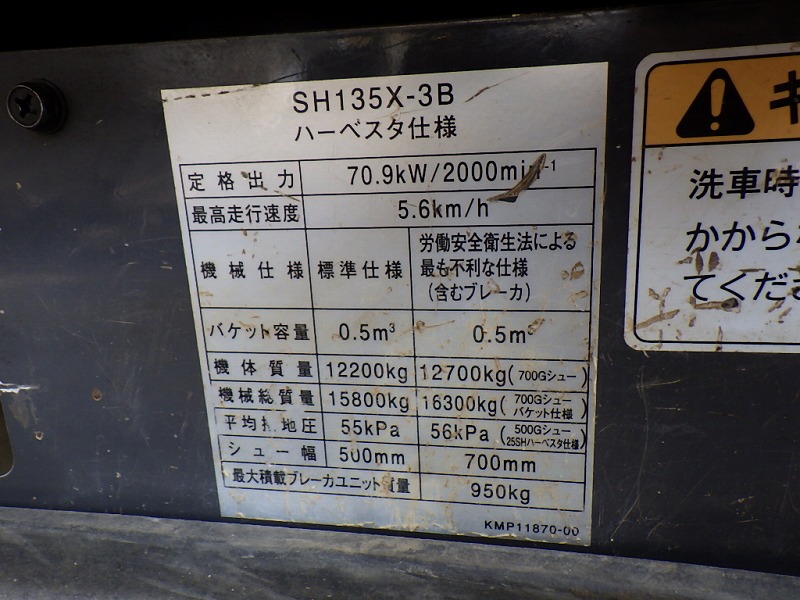 SH135X-3B
ハーベスタ仕様
定格出力 70.9kW/2000min-1
最高走行速度 5.6km/h
機械仕様 標準仕様 労働安全衛生法による
最も不利な仕様
(含むブレーカ)
バケット容量 0.5m³ 0.5m³
機体質量 12200kg 12700kg(700Gシュー)
機械総質量 15800kg 16300kg(700Gシュー
バケット仕様)
平均接地圧 55kPa 56kPa(500Gシュー
25SHハーベスタ仕様)
シュー幅 500mm 700mm
最大積載ブレーカユニット質量 950kg
KMP11870-00
洗車時
かから
てくださ